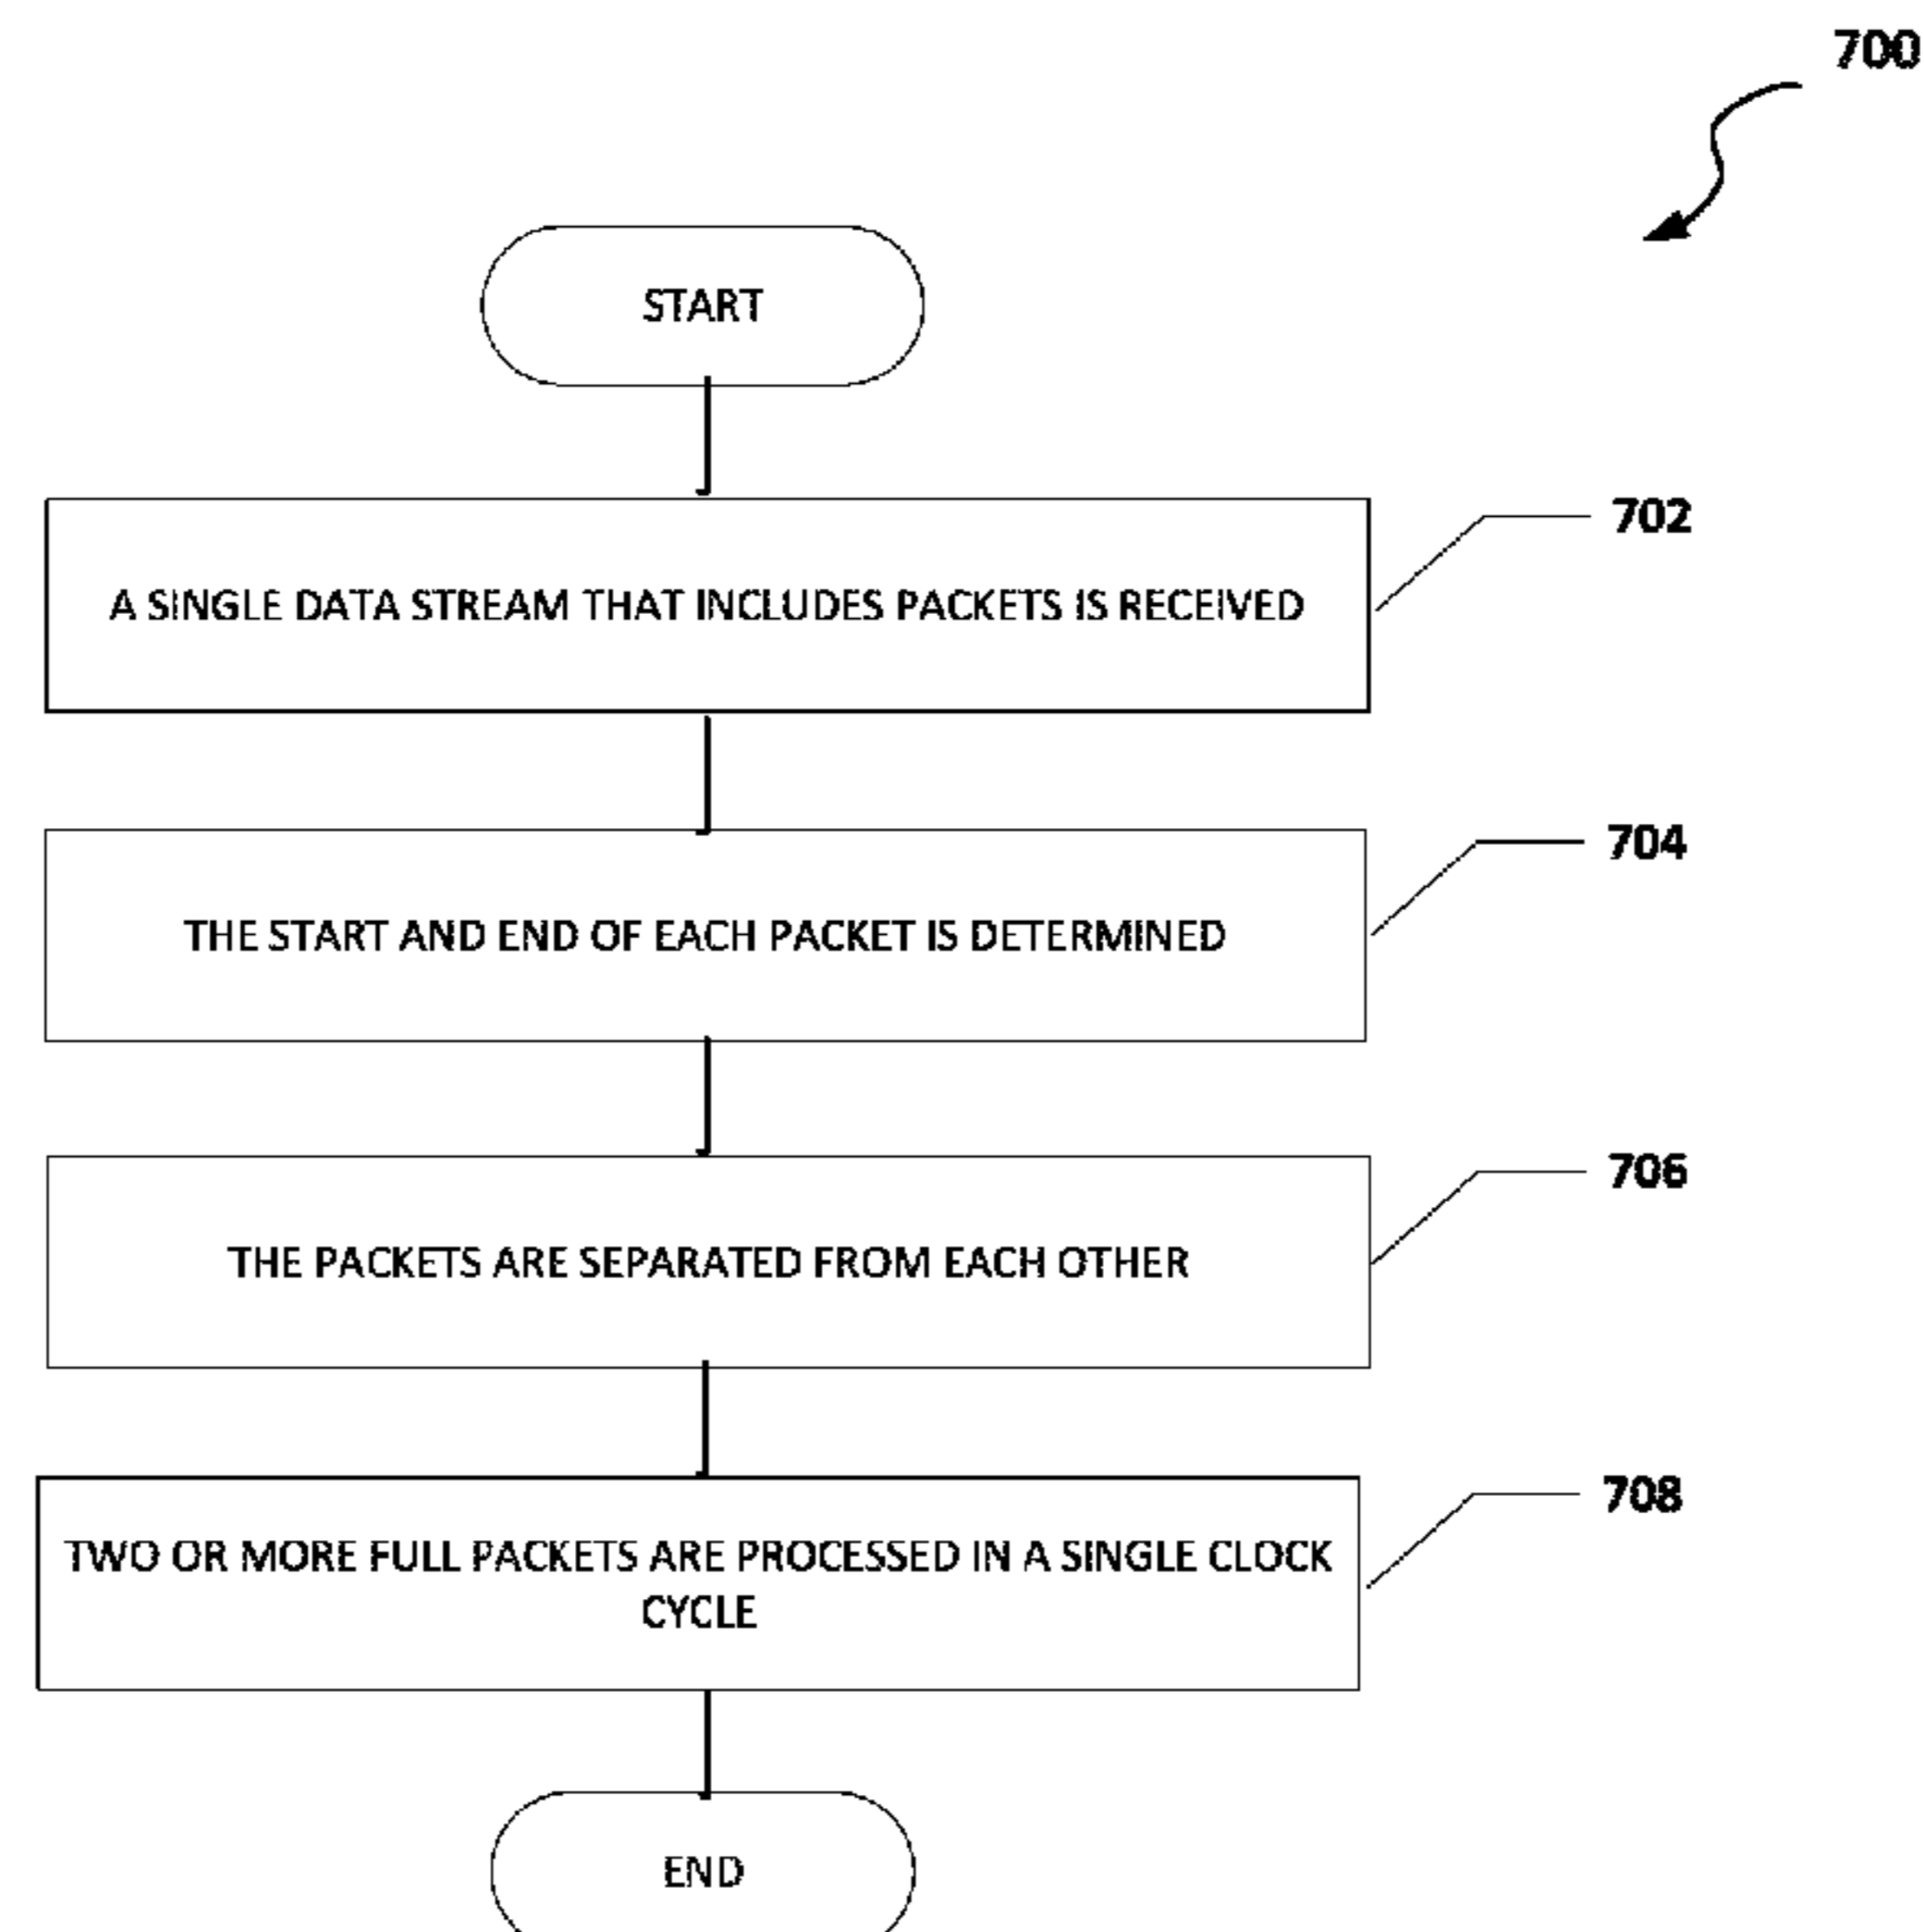 700
START
702
A SINGLE DATA STREAM THAT INCLUDES PACKETS IS RECEIVED
704
THE START AND END OF EACH PACKET IS DETERMINED
706
THE PACKETS ARE SEPARATED FROM EACH OTHER
708
TWO OR MORE FULL PACKETS ARE PROCESSED IN A SINGLE CLOCK
CYCLE
END